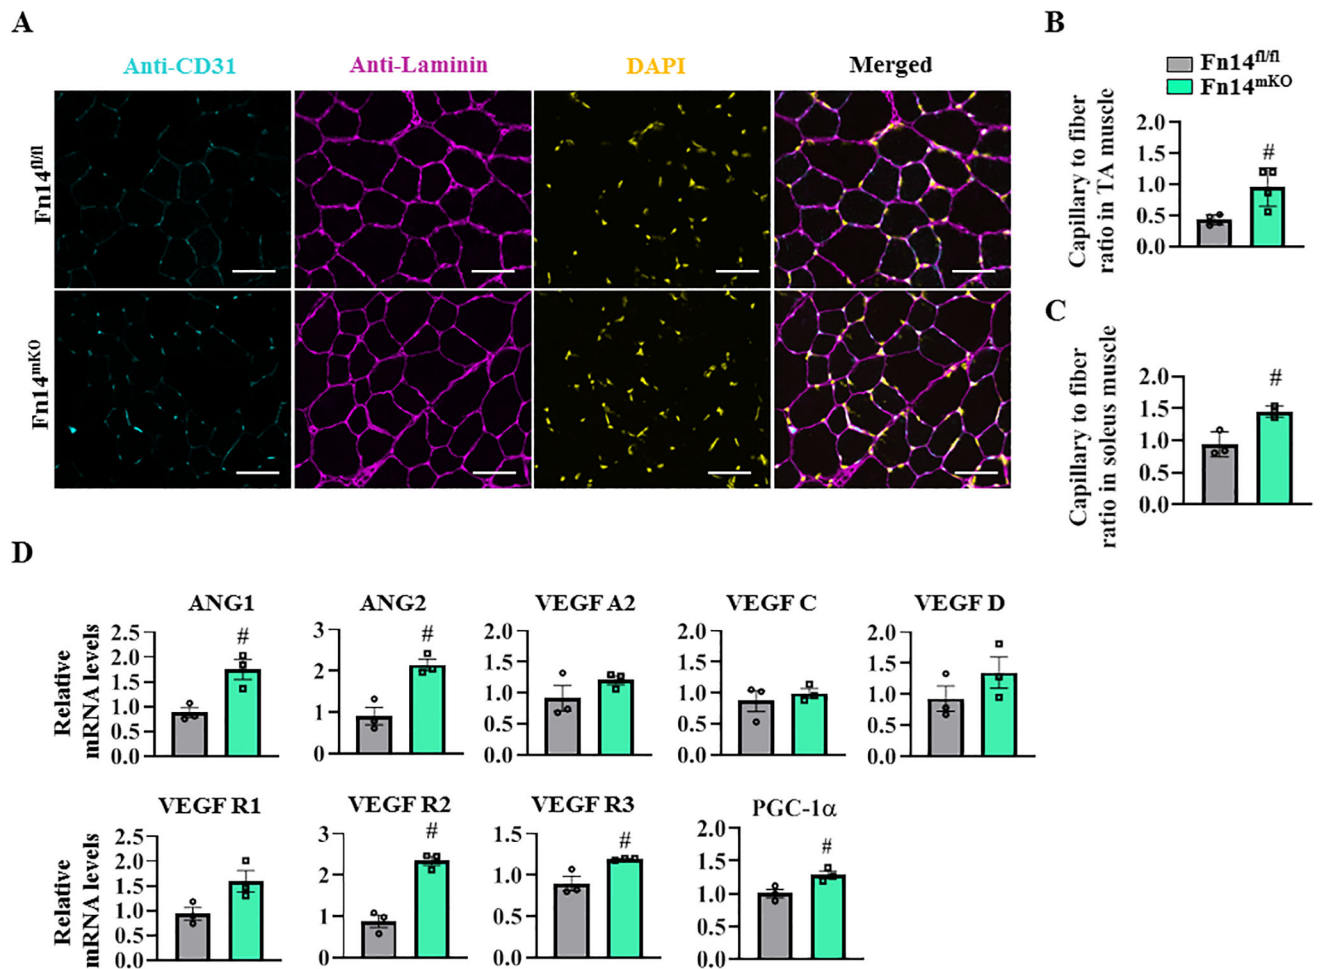 A
B
Anti-CD31 Anti-Laminin DAPI Merged
Fn14fl/fl
Fn14mKO
Fn14fl/fl
Fn14mKO
Capillary to fiber
ratio in TA muscle
2.0
1.5
1.0
0.5
0.0
#
C
Capillary to fiber
ratio in soleus muscle
2.0
1.5
1.0
0.5
0.0
#
D
Relative
mRNA levels
ANG1
2.5
2.0
1.5
1.0
0.5
0.0
#
ANG2
3
2
1
0
#
VEGF A2
2.0
1.5
1.0
0.5
0.0
VEGF C
2.0
1.5
1.0
0.5
0.0
VEGF D
2.0
1.5
1.0
0.5
0.0
Relative
mRNA levels
VEGF R1
2.5
2.0
1.5
1.0
0.5
0.0
VEGF R2
3
2
1
0
#
VEGF R3
1.5
1.0
0.5
0.0
#
PGC-1α
2.0
1.5
1.0
0.5
0.0
#